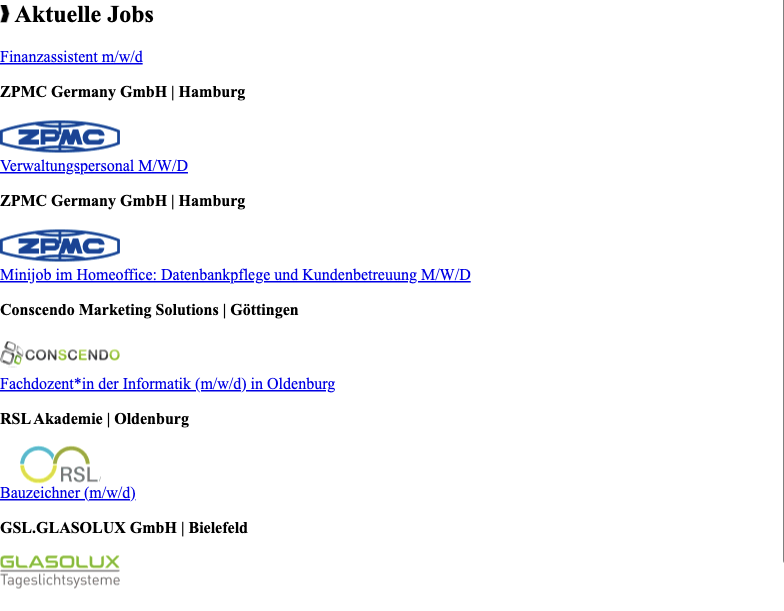 ❫ Aktuelle Jobs
Finanzassistent m/w/d
ZPMC Germany GmbH | Hamburg
ZPMC
Verwaltungspersonal M/W/D
ZPMC Germany GmbH | Hamburg
ZPMC
Minijob im Homeoffice: Datenbankpflege und Kundenbetreuung M/W/D
Conscendo Marketing Solutions | Göttingen
CONSCENDO
Fachdozent*in der Informatik (m/w/d) in Oldenburg
RSL Akademie | Oldenburg
RSL
Bauzeichner (m/w/d)
GSL.GLASOLUX GmbH | Bielefeld
GLASOLUX
Tageslichtsysteme